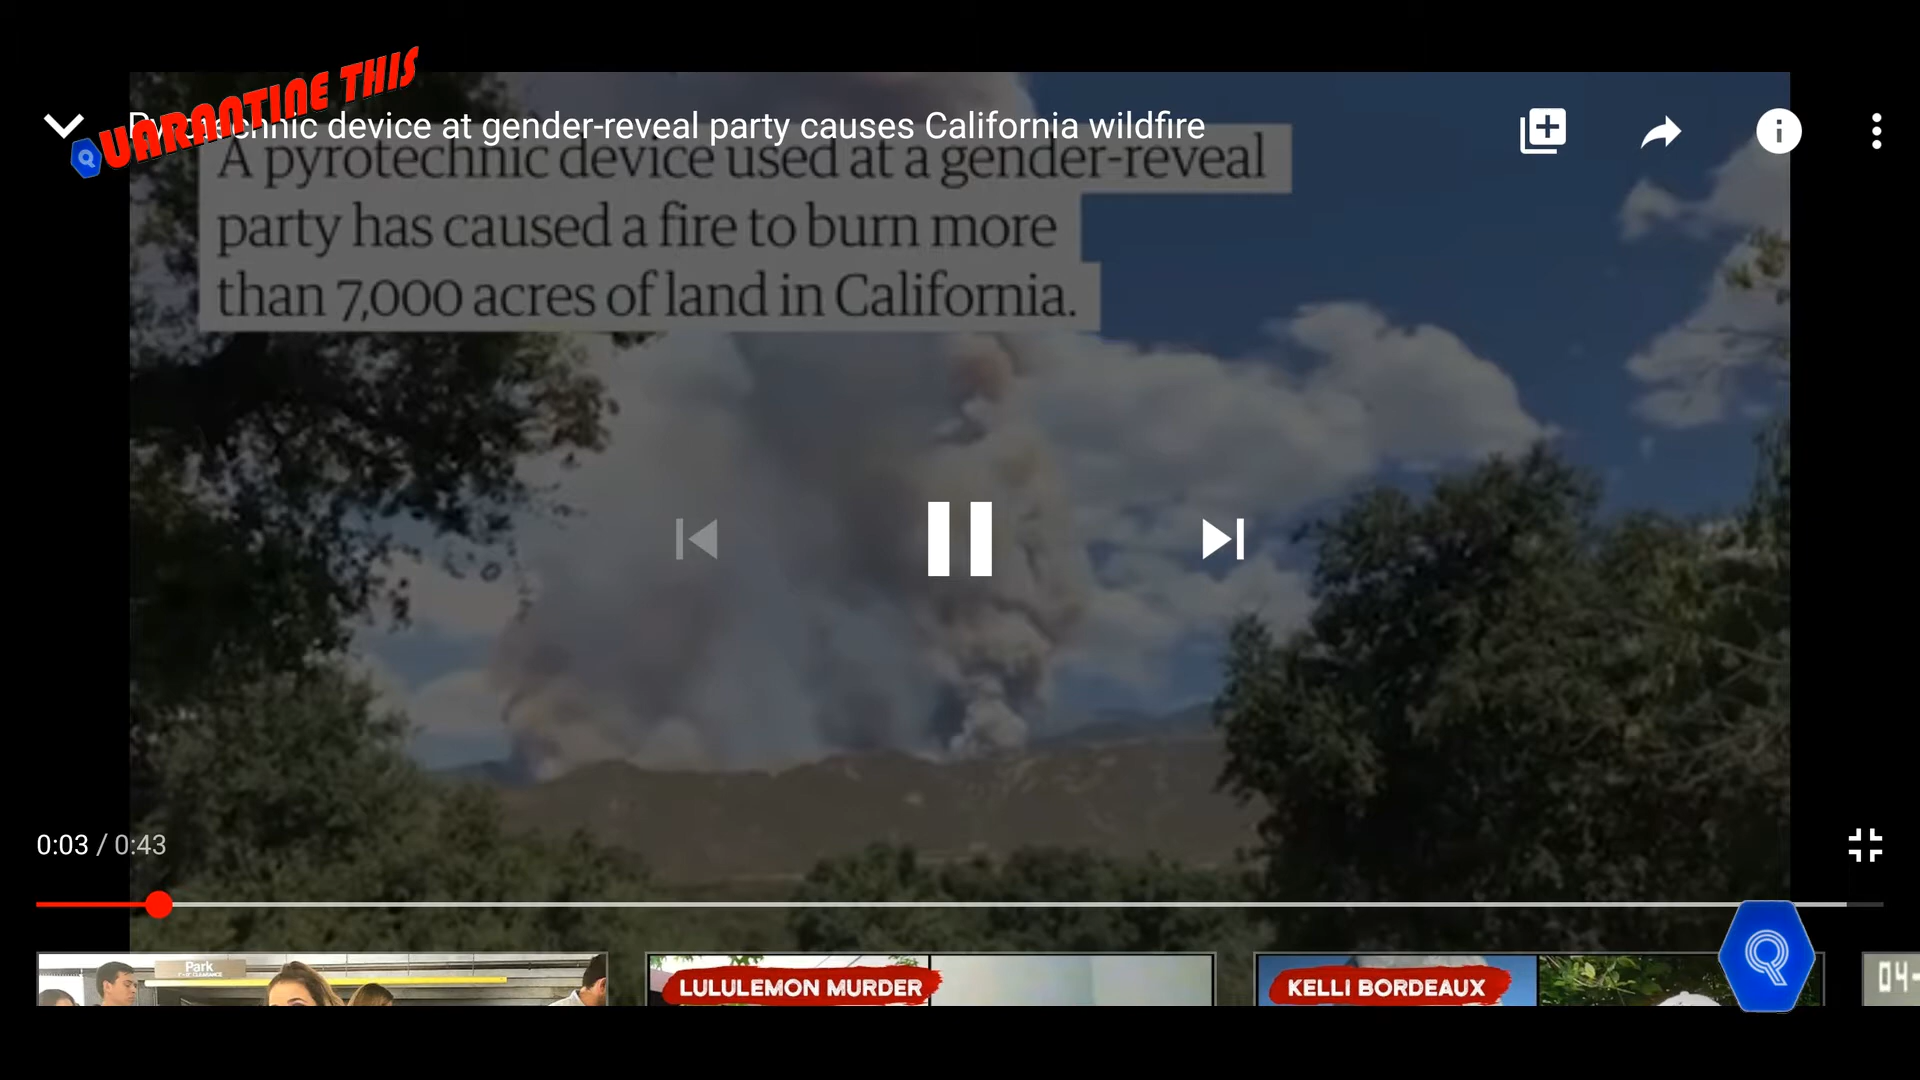 QUARANTINE THIS
Pyrotechnic device at gender-reveal party causes California wildfire
A pyrotechnic device used at a gender-reveal
party has caused a fire to burn more
than 7,000 acres of land in California.
0:03 / 0:43
Park
LULULEMON MURDER
KELLI BORDEAUX
04-